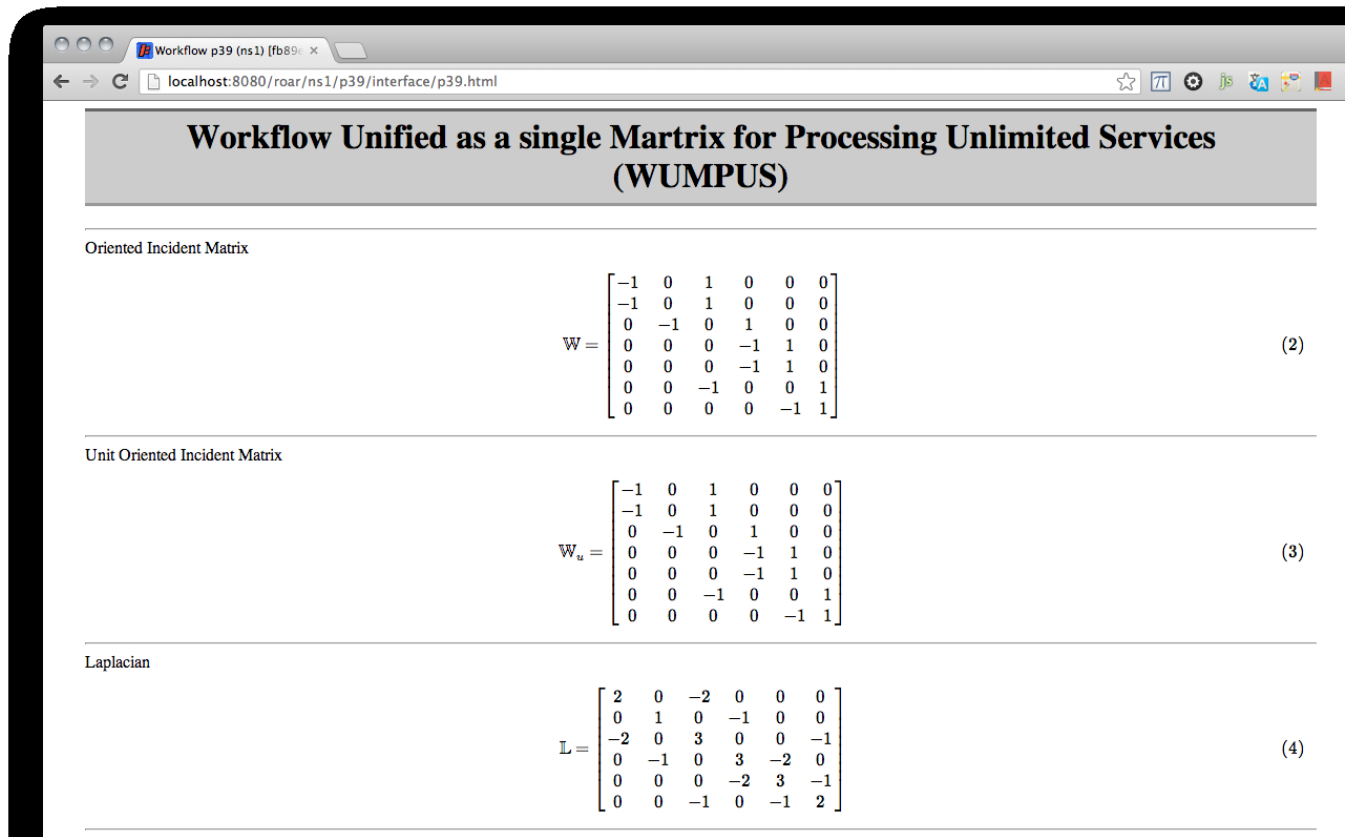 Workflow p39 (ns1) [fb89
localhost:8080/roar/ns1/p39/interface/p39.html
Workflow Unified as a single Martrix for Processing Unlimited Services
(WUMPUS)
Oriented Incident Matrix
−1 0 1 0 0 0
−1 0 1 0 0 0
0 −1 0 1 0 0
𝕎 = 0 0 0 −1 1 0 (2)
0 0 0 −1 1 0
0 0 −1 0 0 1
0 0 0 0 −1 1
Unit Oriented Incident Matrix
−1 0 1 0 0 0
−1 0 1 0 0 0
0 −1 0 1 0 0
𝕎u = 0 0 0 −1 1 0 (3)
0 0 0 −1 1 0
0 0 −1 0 0 1
0 0 0 0 −1 1
Laplacian
2 0 −2 0 0 0
0 1 0 −1 0 0
−2 0 3 0 0 −1
𝕃 = (4)
0 −1 0 3 −2 0
0 0 0 −2 3 −1
0 0 −1 0 −1 2